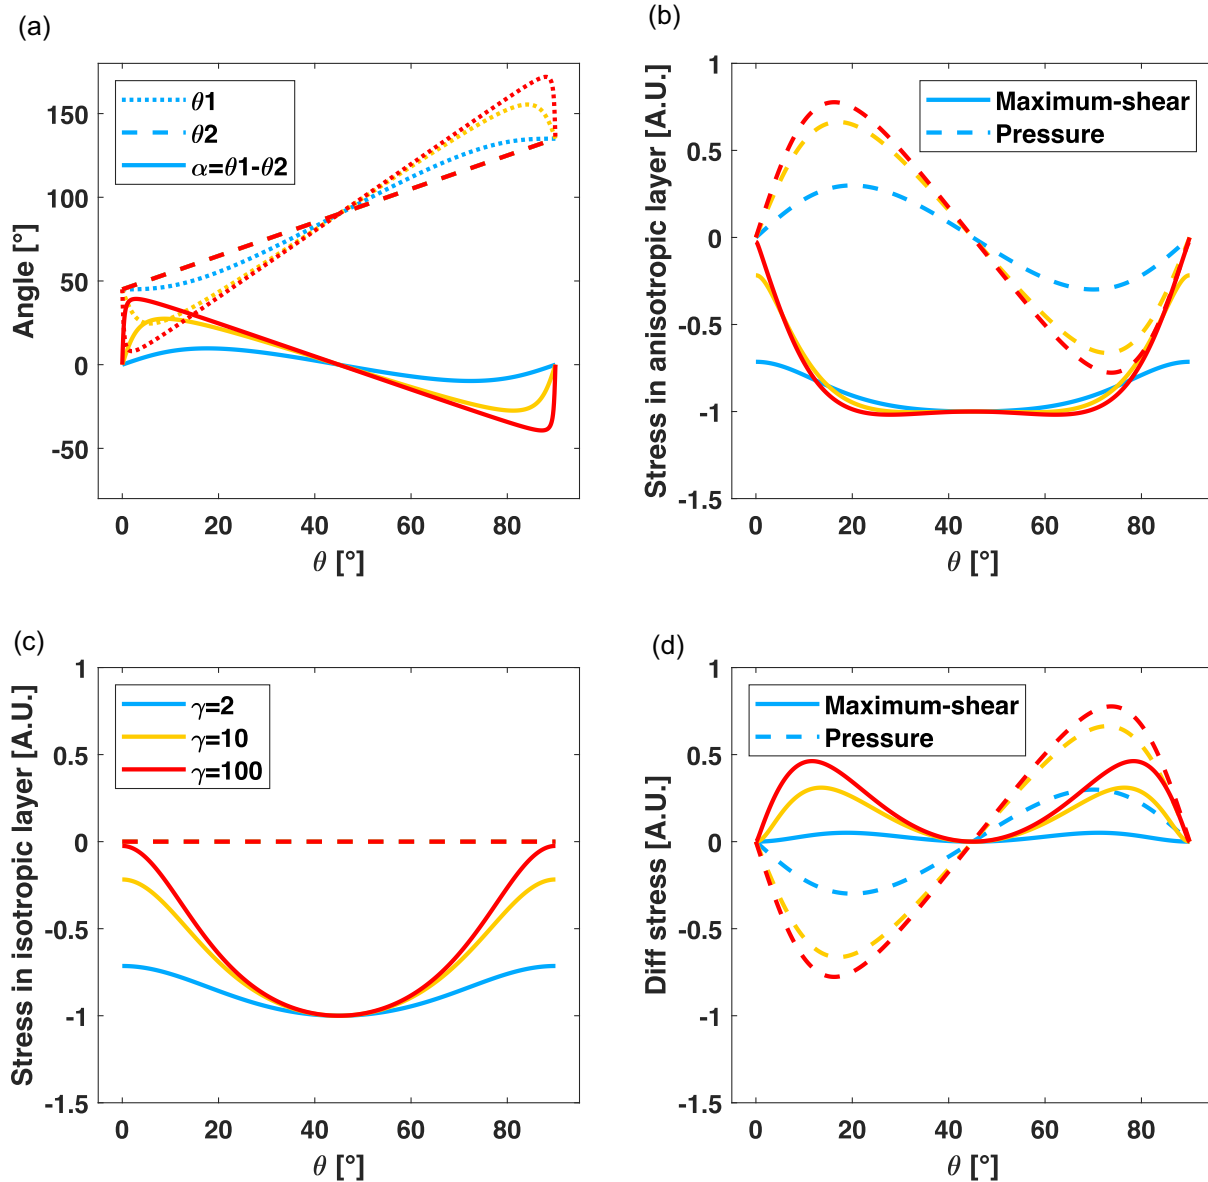 (a)
θ1
θ2
α=θ1-θ2
150
100
50
0
-50
Angle [°]
0 20 40 60 80
θ [°]
(b)
Maximum-shear
Pressure
1
0.5
0
-0.5
-1
-1.5
Stress in anisotropic layer [A.U.]
0 20 40 60 80
θ [°]
(c)
γ=2
γ=10
γ=100
1
0.5
0
-0.5
-1
-1.5
Stress in isotropic layer [A.U.]
0 20 40 60 80
θ [°]
(d)
Maximum-shear
Pressure
1
0.5
0
-0.5
-1
-1.5
Diff stress [A.U.]
0 20 40 60 80
θ [°]